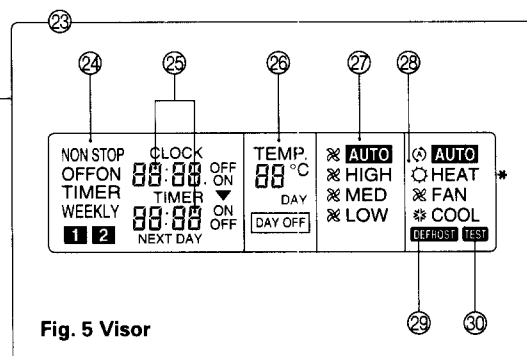 23
24 25 26 27 28
NON STOP
OFFON
TIMER
WEEKLY
1 2
CLOCK
88:88. OFF ON
TIMER ▼
88:88 ON OFF
NEXT DAY
TEMP.
88 °C
DAY
DAY OFF
AUTO
HIGH
MED
LOW
A AUTO
HEAT *
FAN
COOL
DEFROST TEST
29 30
Fig. 5 Visor